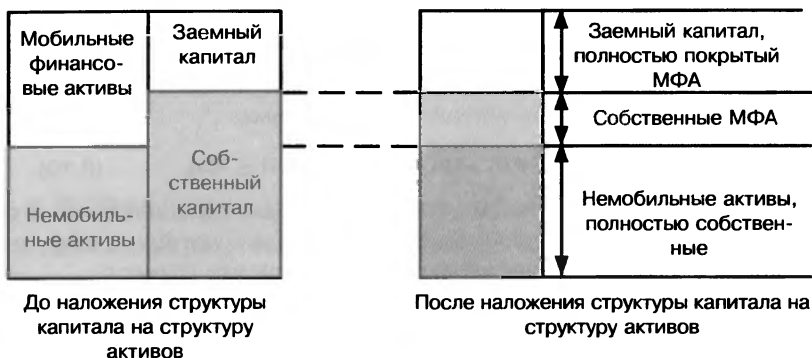 Мобильные
финансо-
вые активы
Заемный
капитал
Соб-
ственный
капитал
Немобиль-
ные активы
До наложения структуры
капитала на структуру
активов
Заемный капитал,
полностью покрытый
МФА
Собственные МФА
Немобильные активы,
полностью собствен-
ные
После наложения структуры капитала на
структуру активов